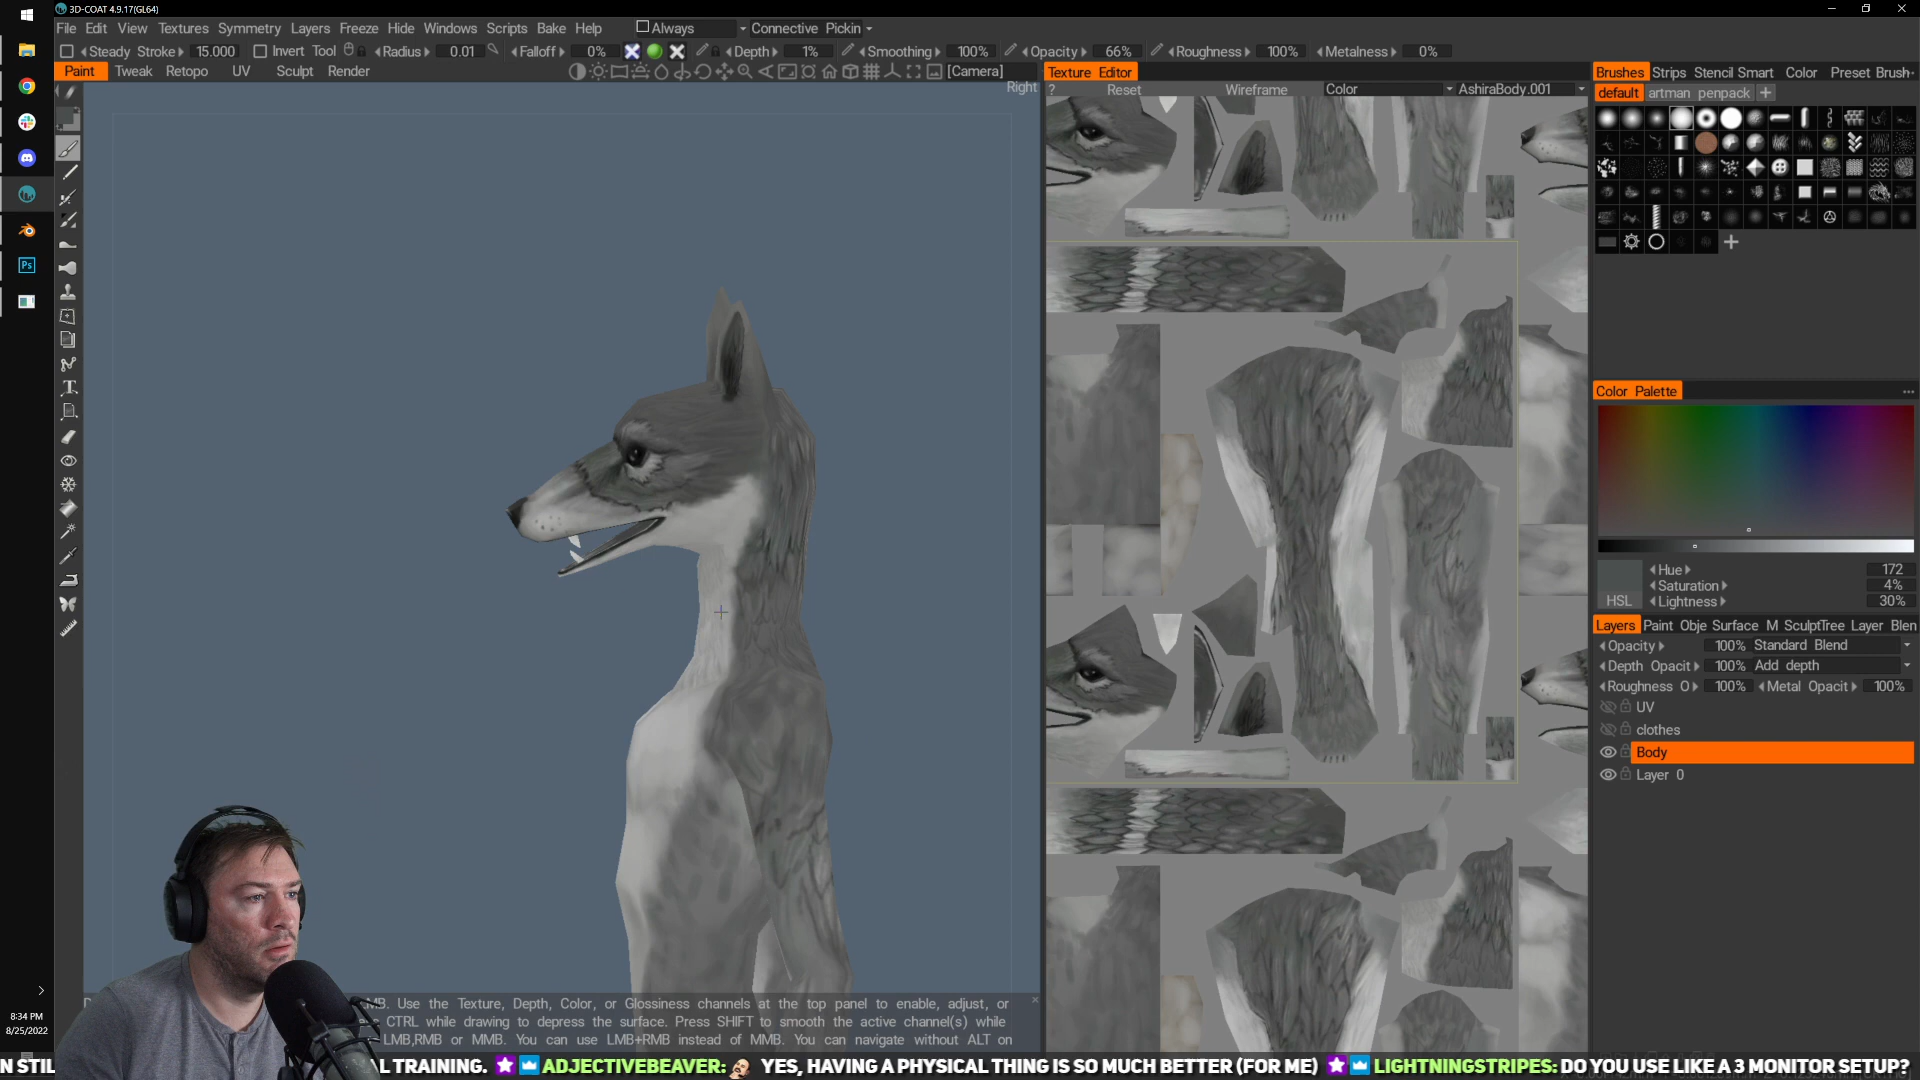 3D-COAT 4.9.17(GL64)
File Edit View Textures Symmetry Layers Freeze Hide Windows Scripts Bake Help Always Connective Pickin
Steady Stroke 15.000 Invert Tool Radius 0.01 Falloff 0% Depth 1% Smoothing 100% Opacity 66% Roughness 100% Metalness 0%
Paint Tweak Retopo UV Sculpt Render [Camera]
Right
Texture Editor
? Reset Wireframe Color AshiraBody.001
Brushes Strips Stencil Smart Color Preset Brush
default artman penpack +
Color Palette
Hue 172
Saturation 4%
HSL Lightness 30%
Layers Paint Obje Surface M SculptTree Layer Blen
Opacity 100% Standard Blend
Depth Opacit 100% Add depth
Roughness O 100% Metal Opacit 100%
UV
clothes
Body
Layer 0
MB. Use the Texture, Depth, Color, or Glossiness channels at the top panel to enable, adjust, or
CTRL while drawing to depress the surface. Press SHIFT to smooth the active channel(s) while
LMB,RMB or MMB. You can use LMB+RMB instead of MMB. You can navigate without ALT on
8:34 PM
8/25/2022
N STIL L TRAINING. ADJECTIVEBEAVER: YES, HAVING A PHYSICAL THING IS SO MUCH BETTER (FOR ME) LIGHTNINGSTRIPES: DO YOU USE LIKE A 3 MONITOR SETUP?